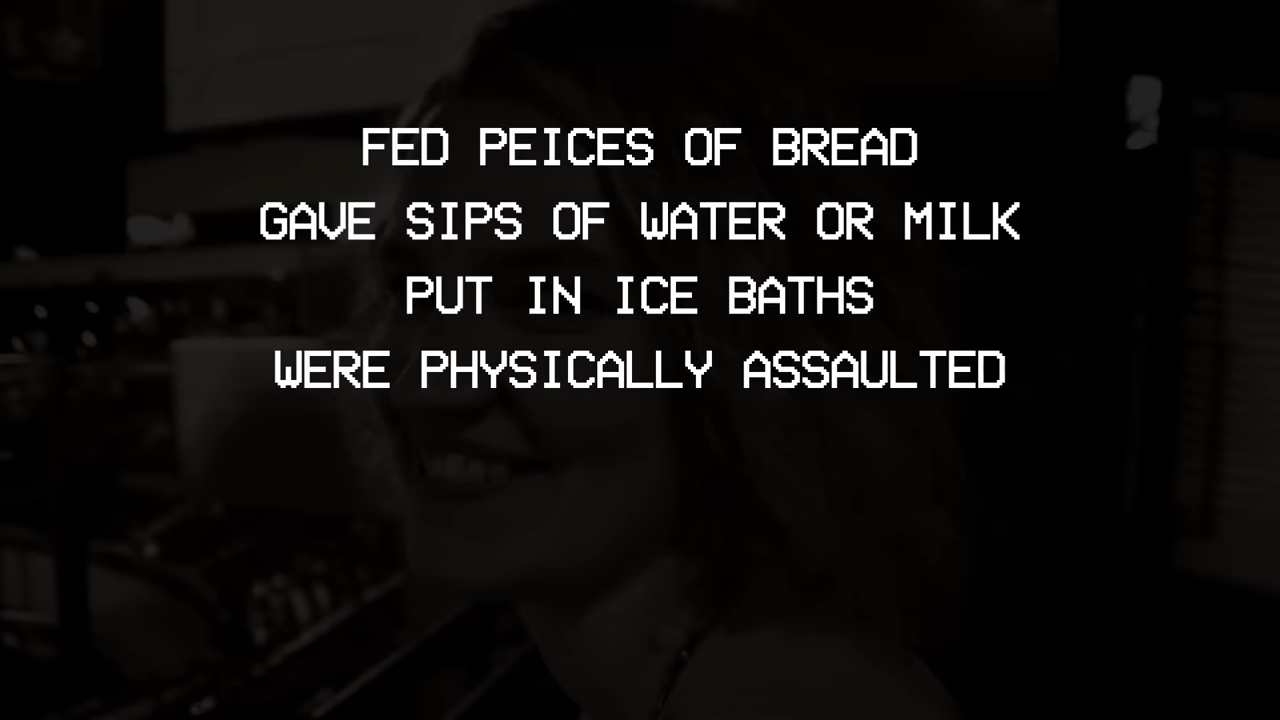 FED PEICES OF BREAD
GAVE SIPS OF WATER OR MILK
PUT IN ICE BATHS
WERE PHYSICALLY ASSAULTED